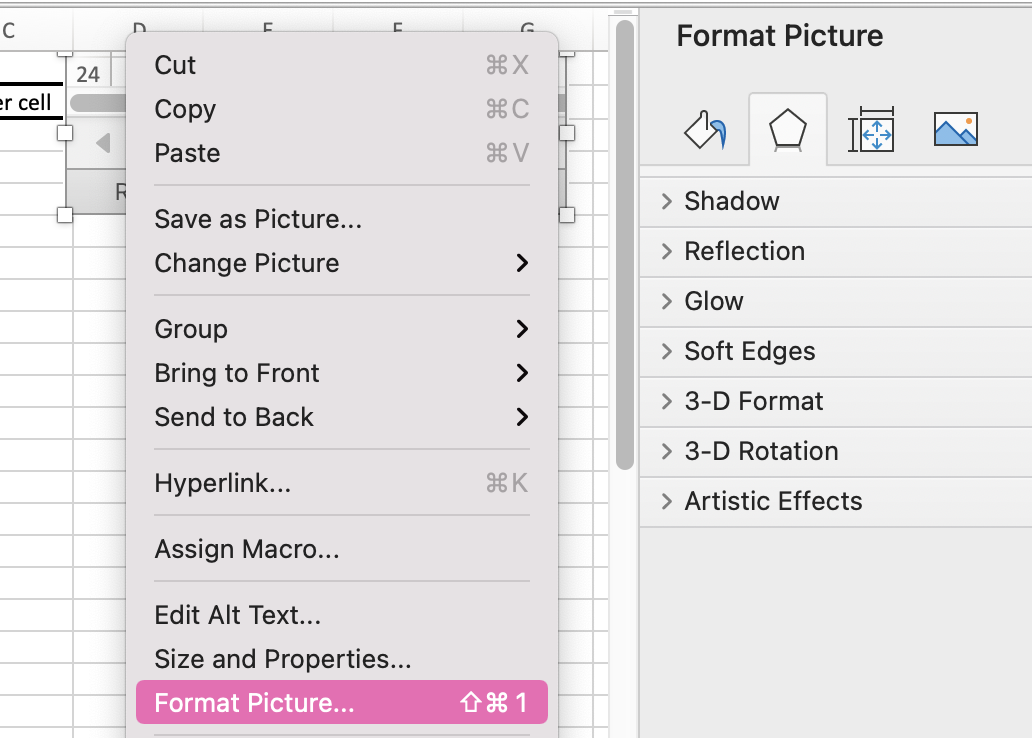 C D E F G
24
er cell
R
Cut ⌘X
Copy ⌘C
Paste ⌘V
Save as Picture...
Change Picture
Group
Bring to Front
Send to Back
Hyperlink... ⌘K
Assign Macro...
Edit Alt Text...
Size and Properties...
Format Picture... ⇧⌘1
Format Picture
Shadow
Reflection
Glow
Soft Edges
3-D Format
3-D Rotation
Artistic Effects